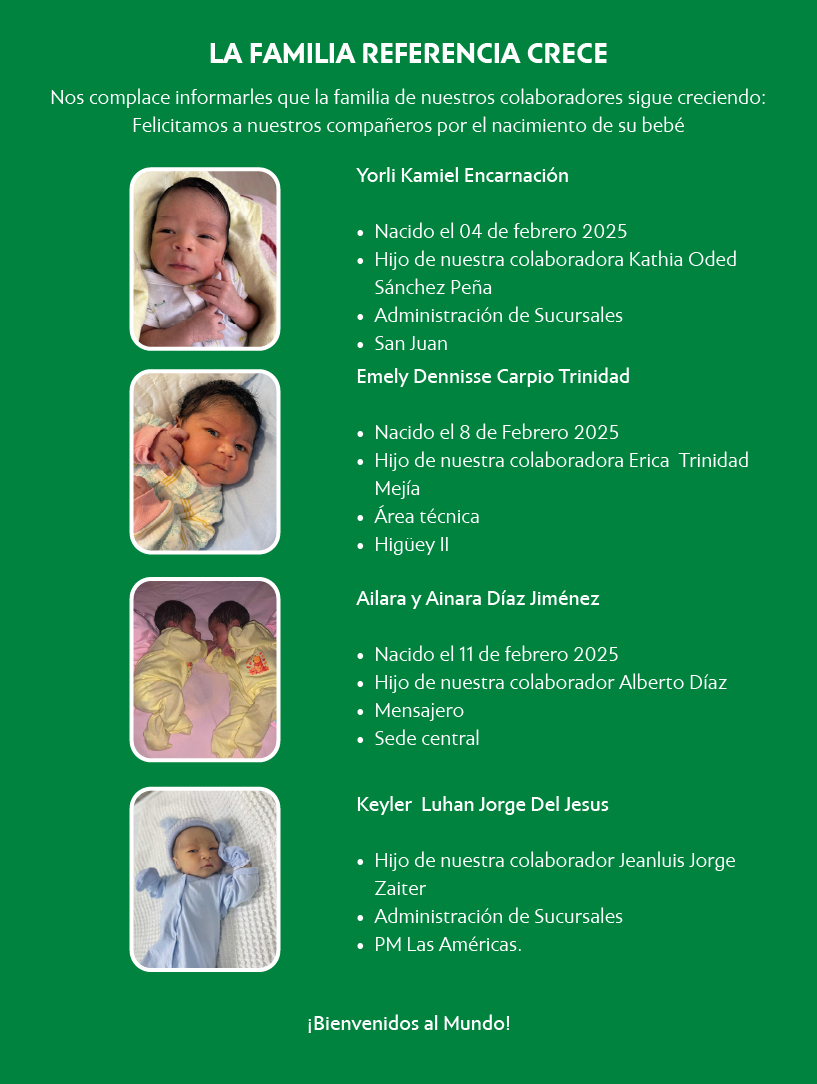 LA FAMILIA REFERENCIA CRECE
Nos complace informarles que la familia de nuestros colaboradores sigue creciendo:
Felicitamos a nuestros compañeros por el nacimiento de su bebé
Yorli Kamiel Encarnación
• Nacido el 04 de febrero 2025
• Hijo de nuestra colaboradora Kathia Oded
Sánchez Peña
• Administración de Sucursales
• San Juan
Emely Dennisse Carpio Trinidad
• Nacido el 8 de Febrero 2025
• Hijo de nuestra colaboradora Erica  Trinidad
Mejía
• Área técnica
• Higüey II
Ailara y Ainara Díaz Jiménez
• Nacido el 11 de febrero 2025
• Hijo de nuestra colaborador Alberto Díaz
• Mensajero
• Sede central
Keyler  Luhan Jorge Del Jesus
• Hijo de nuestra colaborador Jeanluis Jorge
Zaiter
• Administración de Sucursales
• PM Las Américas.
¡Bienvenidos al Mundo!